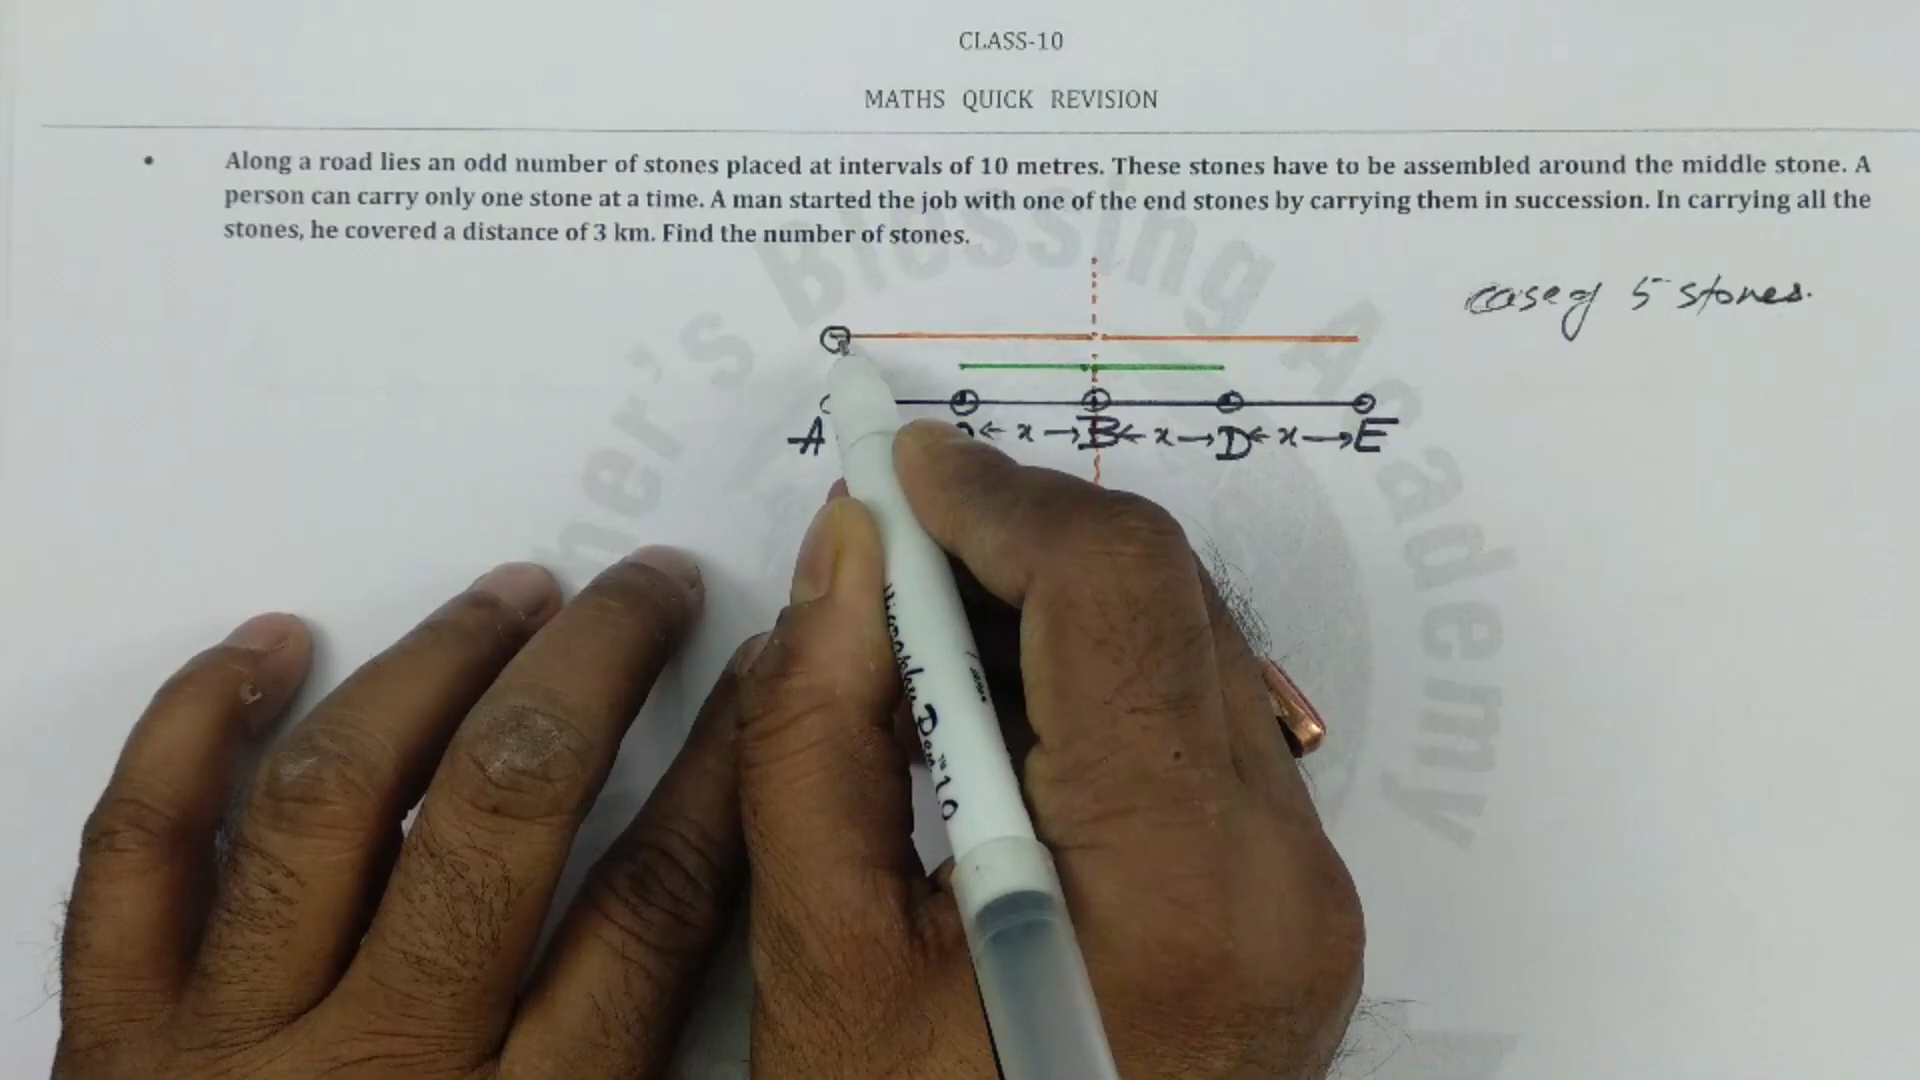 CLASS-10
MATHS QUICK REVISION
• Along a road lies an odd number of stones placed at intervals of 10 metres. These stones have to be assembled around the middle stone. A
person can carry only one stone at a time. A man started the job with one of the end stones by carrying them in succession. In carrying all the
stones, he covered a distance of 3 km. Find the number of stones.
case of 5 stones.
A ← x → B ← x → D ← x → E
Blessing Academy